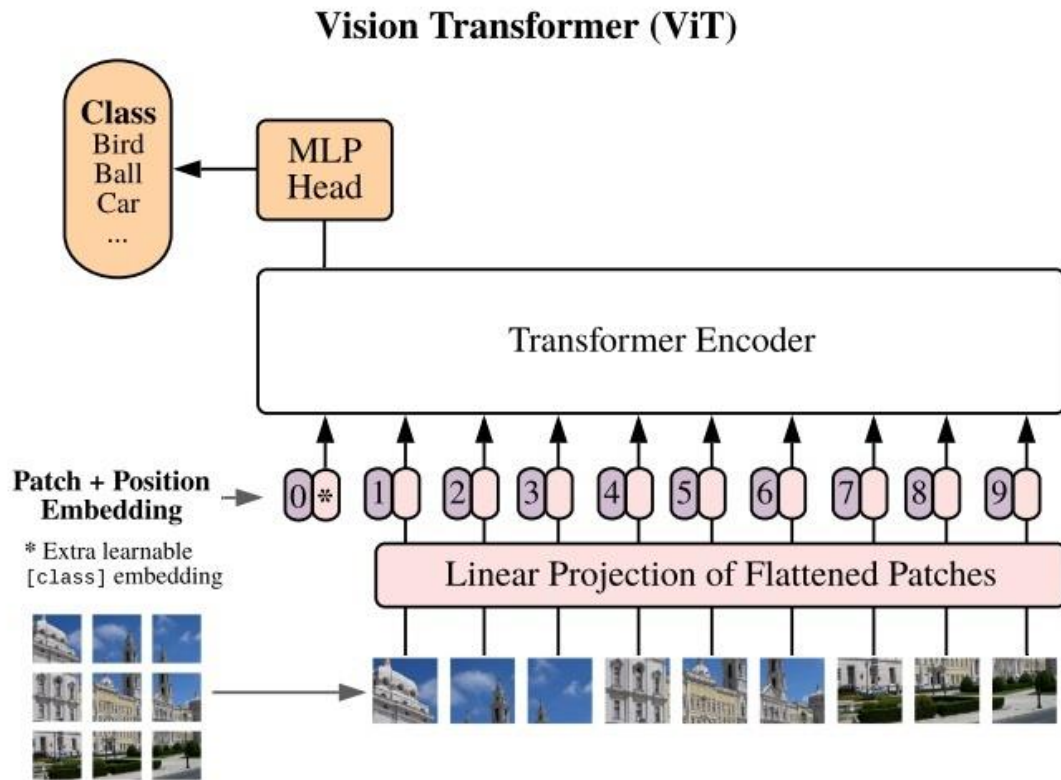 Vision Transformer (ViT)
Class
Bird
Ball
Car
...
MLP
Head
Transformer Encoder
Patch + Position
Embedding
0 * 1 2 3 4 5 6 7 8 9
* Extra learnable
[class] embedding
Linear Projection of Flattened Patches